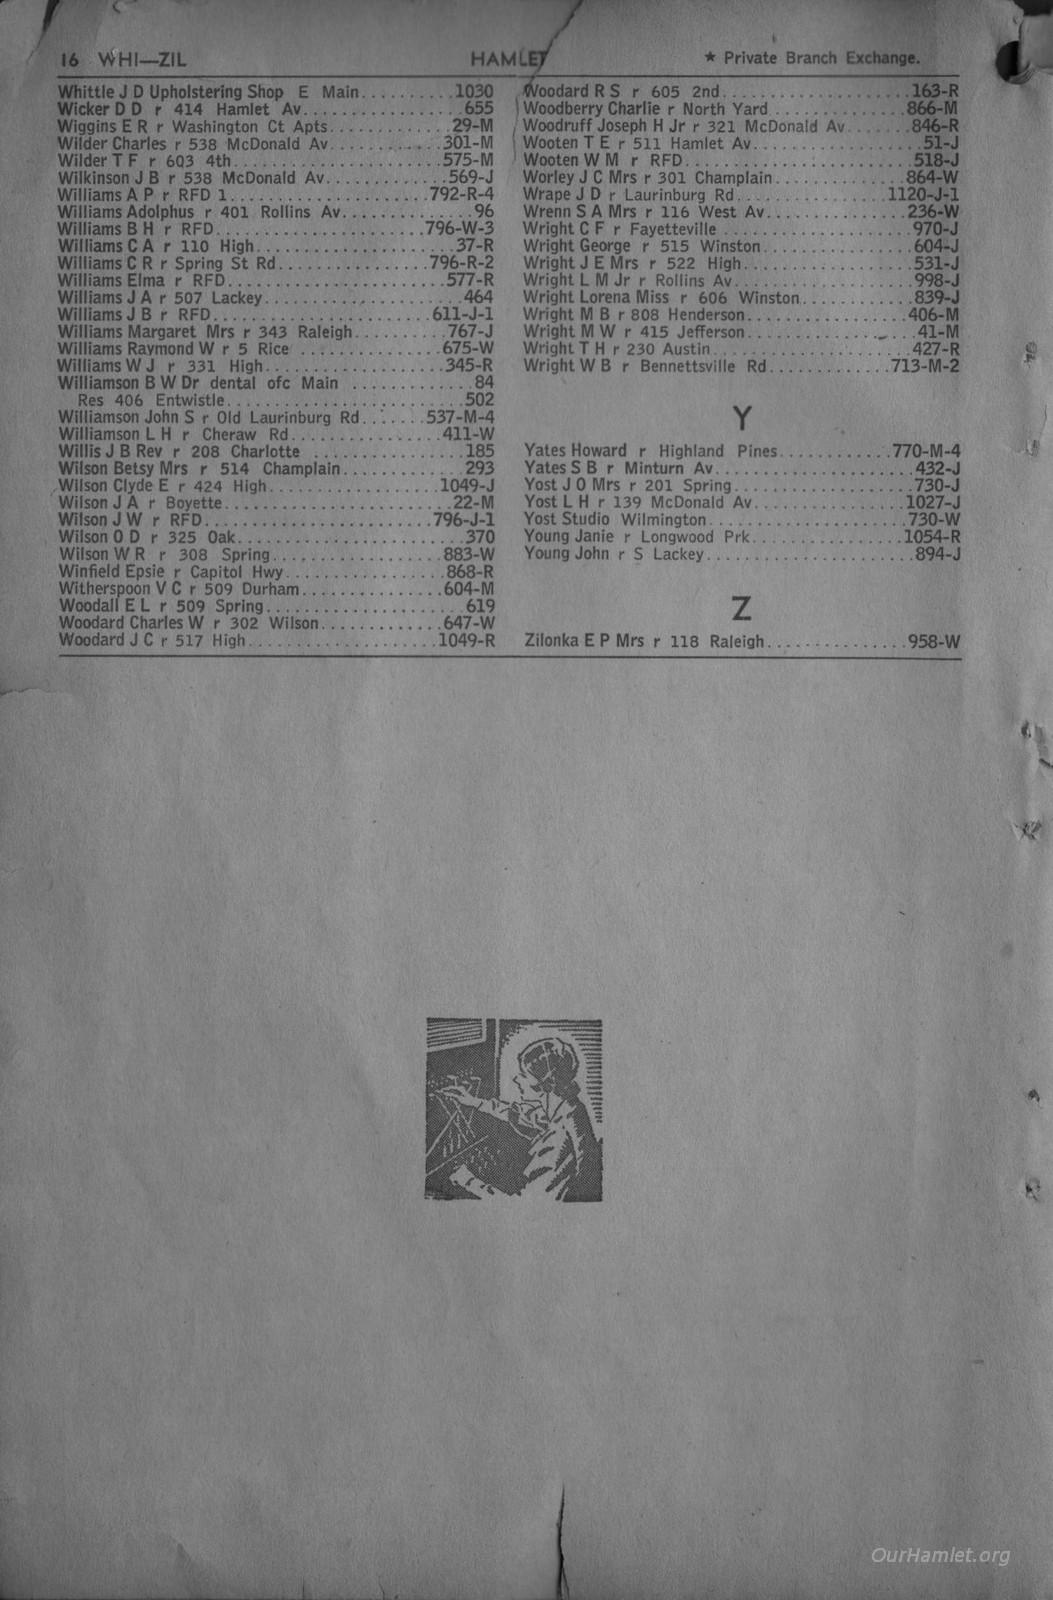 16 WHI—ZIL HAMLET ★ Private Branch Exchange.
Whittle J D Upholstering Shop E Main..........1030
Wicker D D r 414 Hamlet Av................655
Wiggins E R r Washington Ct Apts............29-M
Wilder Charles r 538 McDonald Av...........301-M
Wilder T F r 603 4th.....................575-M
Wilkinson J B r 538 McDonald Av............569-J
Williams A P r RFD 1....................792-R-4
Williams Adolphus r 401 Rollins Av.............96
Williams B H r RFD.....................796-W-3
Williams C A r 110 High...................37-R
Williams C R r Spring St Rd...............796-R-2
Williams Elma r RFD.....................577-R
Williams J A r 507 Lackey...................464
Williams J B r RFD......................611-J-1
Williams Margaret Mrs r 343 Raleigh.........767-J
Williams Raymond W r 5 Rice .............675-W
Williams W J r 331 High..................345-R
Williamson B W Dr dental ofc Main ............84
Res 406 Entwistle........................502
Williamson John S r Old Laurinburg Rd.......537-M-4
Williamson L H r Cheraw Rd...............411-W
Willis J B Rev r 208 Charlotte ...............185
Wilson Betsy Mrs r 514 Champlain............293
Wilson Clyde E r 424 High.................1049-J
Wilson J A r Boyette......................22-M
Wilson J W r RFD.......................796-J-1
Wilson O D r 325 Oak......................370
Wilson W R r 308 Spring.................883-W
Winfield Epsie r Capitol Hwy................868-R
Witherspoon V C r 509 Durham..............604-M
Woodall E L r 509 Spring....................619
Woodard Charles W r 302 Wilson............647-W
Woodard J C r 517 High...................1049-R
Woodard R S r 605 2nd...................163-R
Woodberry Charlie r North Yard .............866-M
Woodruff Joseph H Jr r 321 McDonald Av......846-R
Wooten T E r 511 Hamlet Av................51-J
Wooten W M r RFD......................518-J
Worley J C Mrs r 301 Champlain............864-W
Wrape J D r Laurinburg Rd...............1120-J-1
Wrenn S A Mrs r 116 West Av.............236-W
Wright C F r Fayetteville ..................970-J
Wright George r 515 Winston..............604-J
Wright J E Mrs r 522 High................531-J
Wright L M Jr r Rollins Av.................998-J
Wright Lorena Miss r 606 Winston...........839-J
Wright M B r 808 Henderson...............406-M
Wright M W r 415 Jefferson................41-M
Wright T H r 230 Austin...................427-R
Wright W B r Bennettsville Rd............713-M-2
Y
Yates Howard r Highland Pines...........770-M-4
Yates S B r Minturn Av...................432-J
Yost J O Mrs r 201 Spring.................730-J
Yost L H r 139 McDonald Av..............1027-J
Yost Studio Wilmington...................730-W
Young Janie r Longwood Prk..............1054-R
Young John r S Lackey....................894-J
Z
Zilonka E P Mrs r 118 Raleigh..............958-W
OurHamlet.org